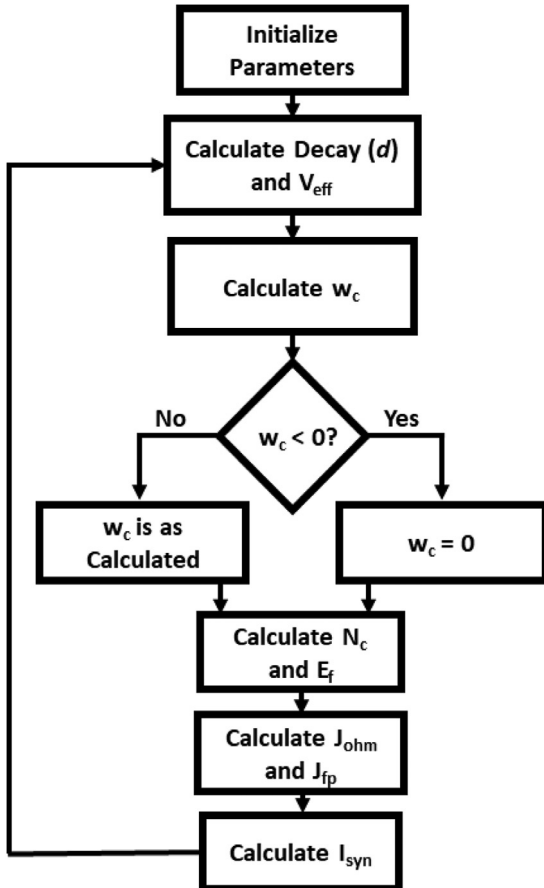 Initialize
Parameters
Calculate Decay (d)
and Veff
Calculate wc
wc < 0?
No
Yes
wc is as
Calculated
wc = 0
Calculate Nc
and Ef
Calculate Johm
and Jfp
Calculate Isyn